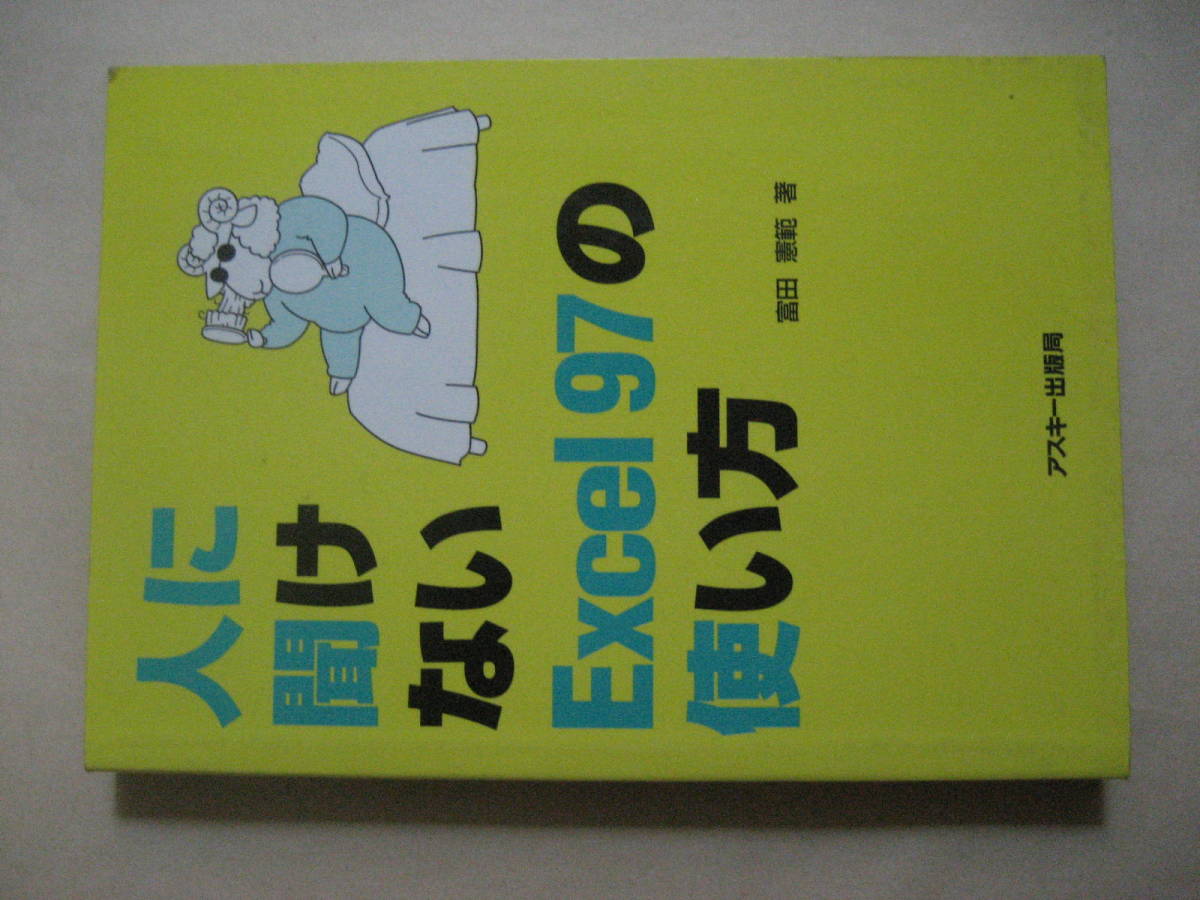 人に
聞け
ない
Excel 97の
使い方
富田 憲範 著
アスキー出版局